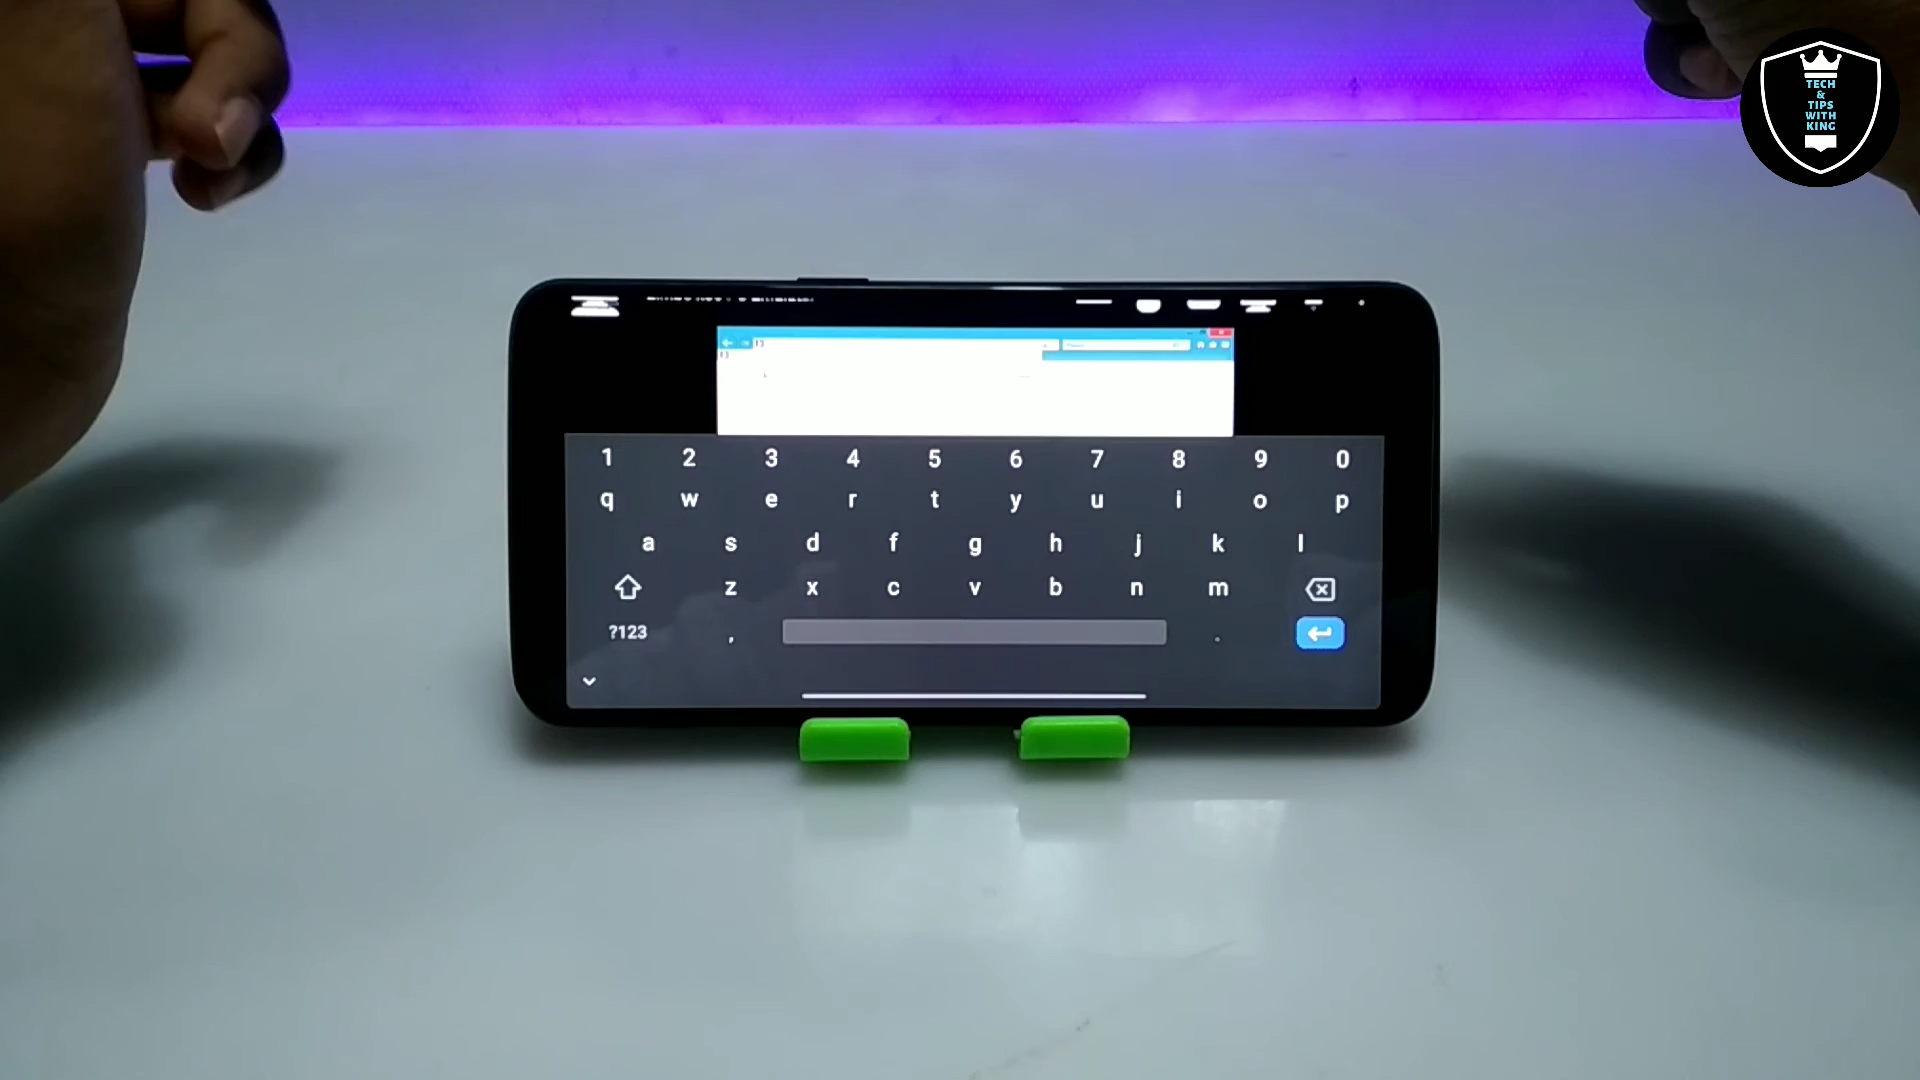 TECH
&
TIPS
WITH
KING
1 2 3 4 5 6 7 8 9 0
q w e r t y u i o p
a s d f g h j k l
z x c v b n m
?123 , .